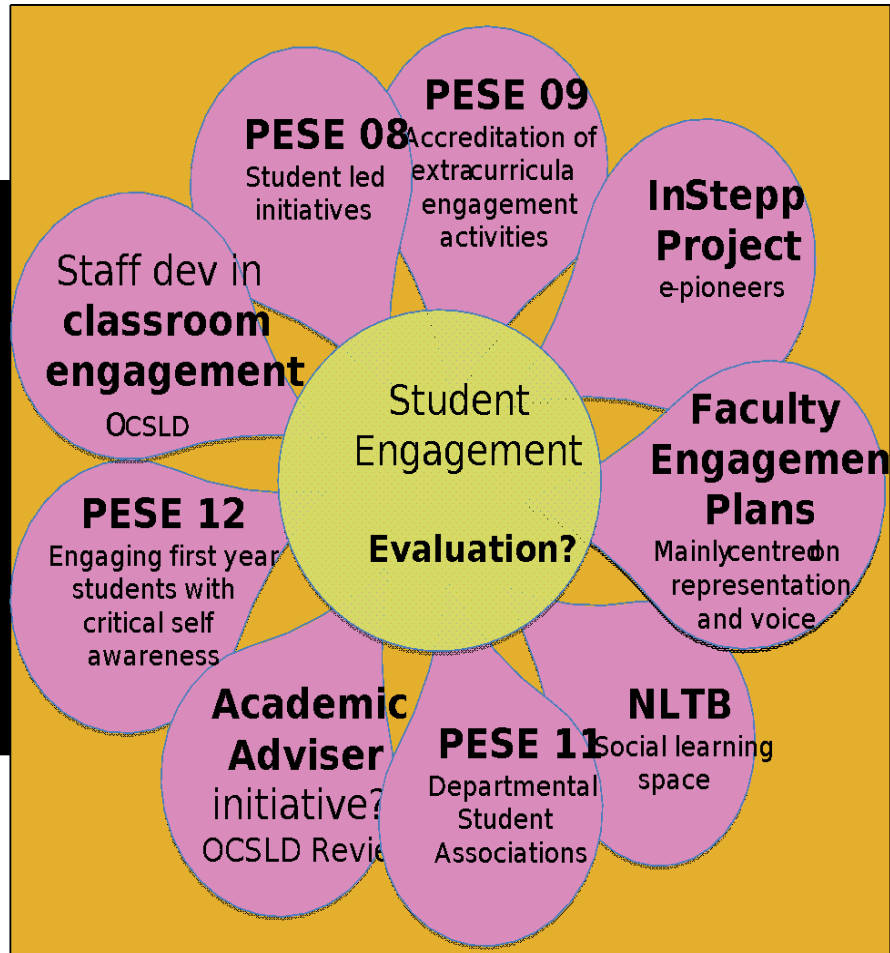 PESE 09
Accreditation of
extracurricula
engagement
activities
PESE 08
Student led
initiatives
InStepp
Project
e-pioneers
Staff dev in
classroom
engagement
OCSLD
Student
Engagement
Evaluation?
Faculty
Engagemen
Plans
Mainly centred on
representation
and voice
PESE 12
Engaging first year
students with
critical self
awareness
Academic
Adviser
initiative?
OCSLD Revie
PESE 11
Departmental
Student
Associations
NLTB
Social learning
space